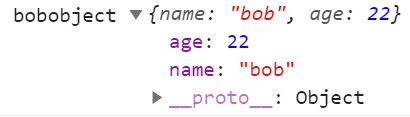 bobobject ▼{name: "bob", age: 22}
age: 22
name: "bob"
▶ __proto__: Object